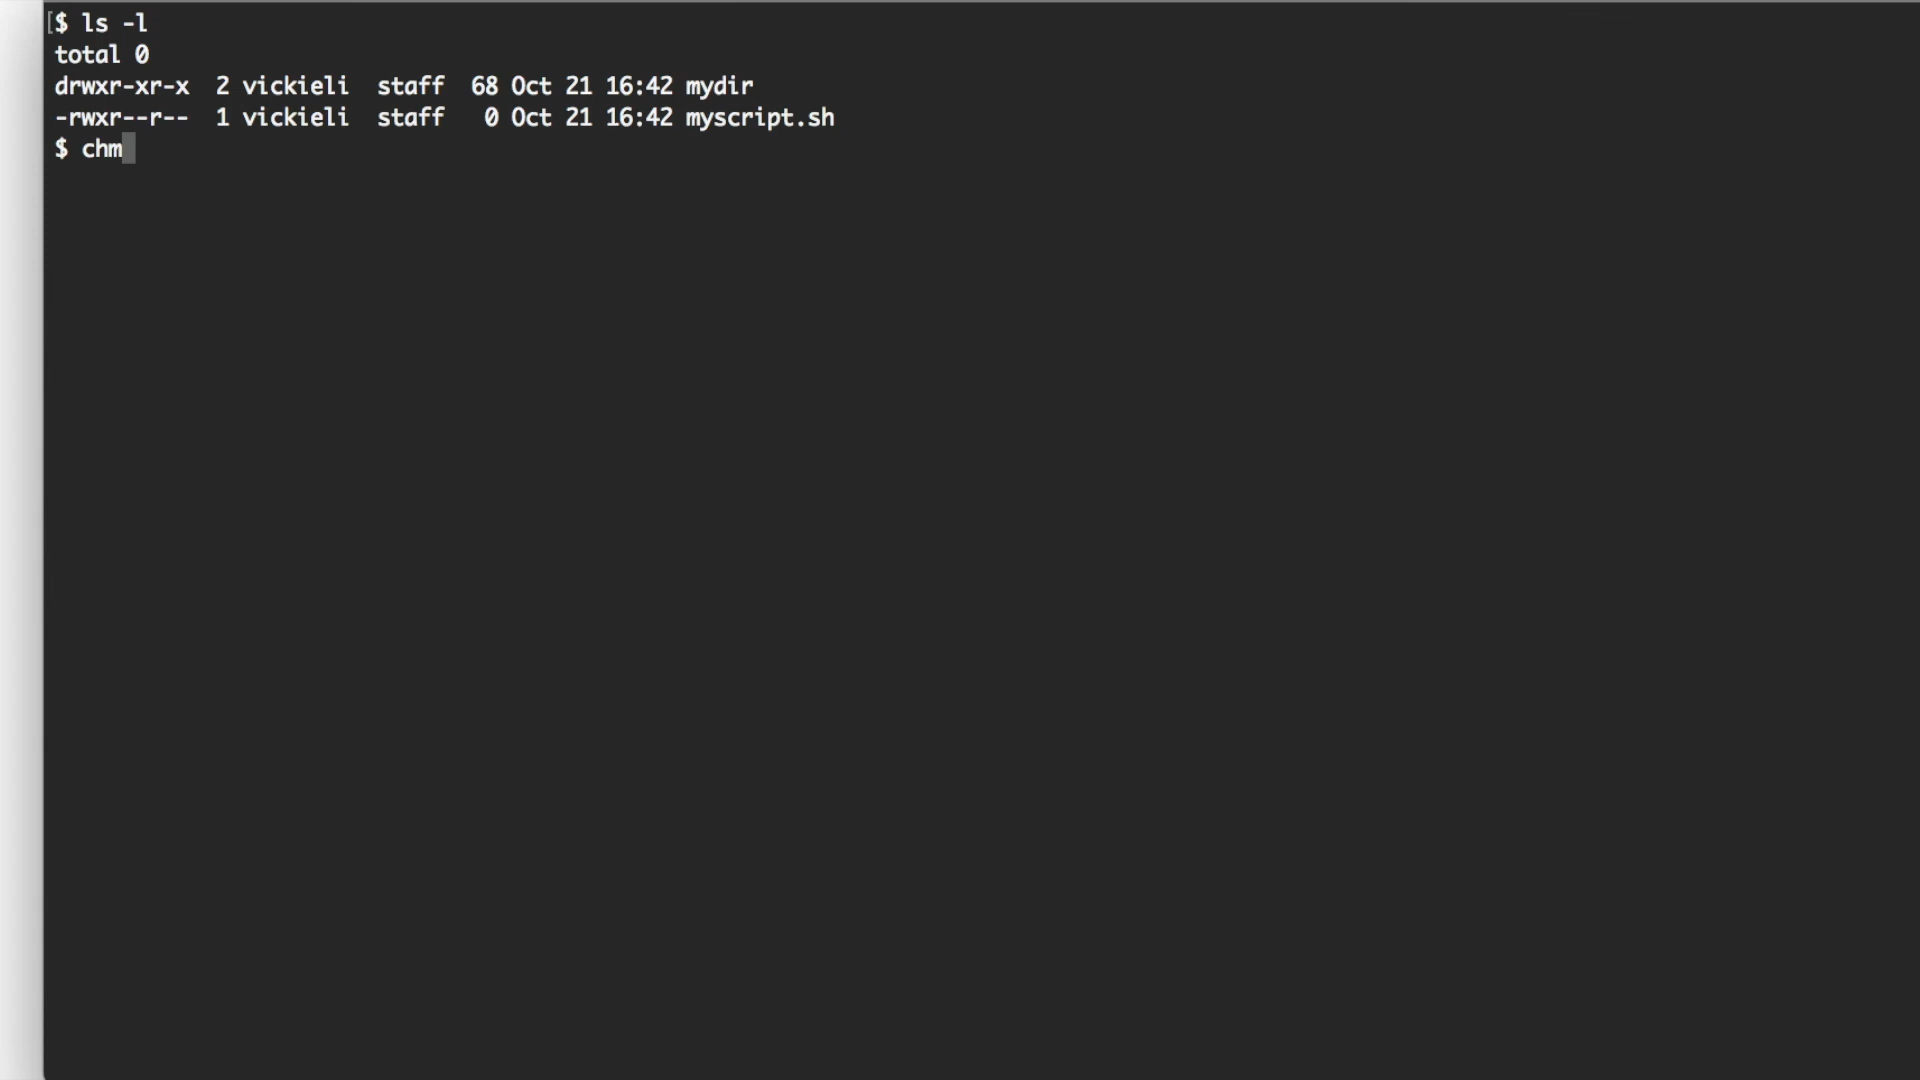 [$ ls -l
total 0
drwxr-xr-x  2 vickieli  staff  68 Oct 21 16:42 mydir
-rwxr--r--  1 vickieli  staff   0 Oct 21 16:42 myscript.sh
$ chm